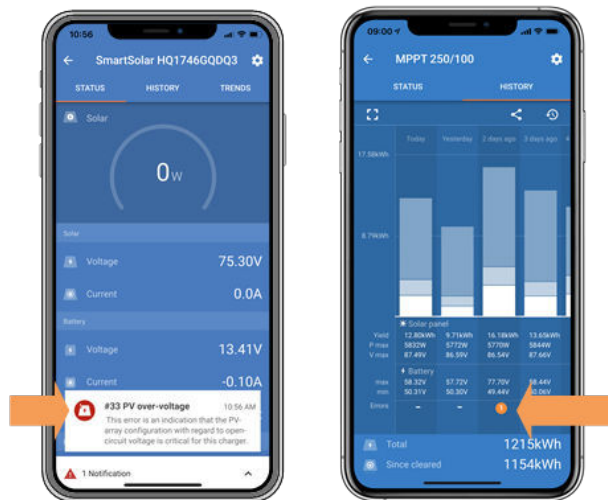 10:56
SmartSolar HQ1746GQDQ3
STATUS HISTORY TRENDS
Solar
0W
Solar
Voltage 75.30V
Current 0.0A
Battery
Voltage 13.41V
Current -0.10A
#33 PV over-voltage 10:56 AM
This error is an indication that the PV-
array configuration with regard to open-
circuit voltage is critical for this charger.
1 Notification
09:00
MPPT 250/100
STATUS HISTORY
Today Yesterday 2 days ago 3 days ago 4
17.58kWh
8.79kWh
Solar panel
Yield 12.80kWh 9.71kWh 16.18kWh 13.65kWh
P max 5832W 5772W 5770W 5844W
V max 87.49V 86.59V 86.54V 87.66V
Battery
max 58.32V 57.72V 77.70V 58.44V
min 50.31V 50.30V 49.44V 50.06V
Errors - - 1
Total 1215kWh
Since cleared 1154kWh